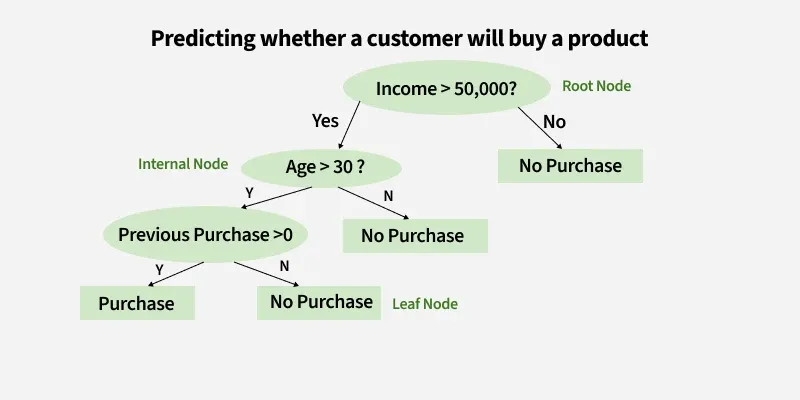 Predicting whether a customer will buy a product
Income > 50,000?
Root Node
Yes
No
Internal Node
Age > 30 ?
No Purchase
Y
N
Previous Purchase >0
No Purchase
Y
N
Purchase
No Purchase
Leaf Node